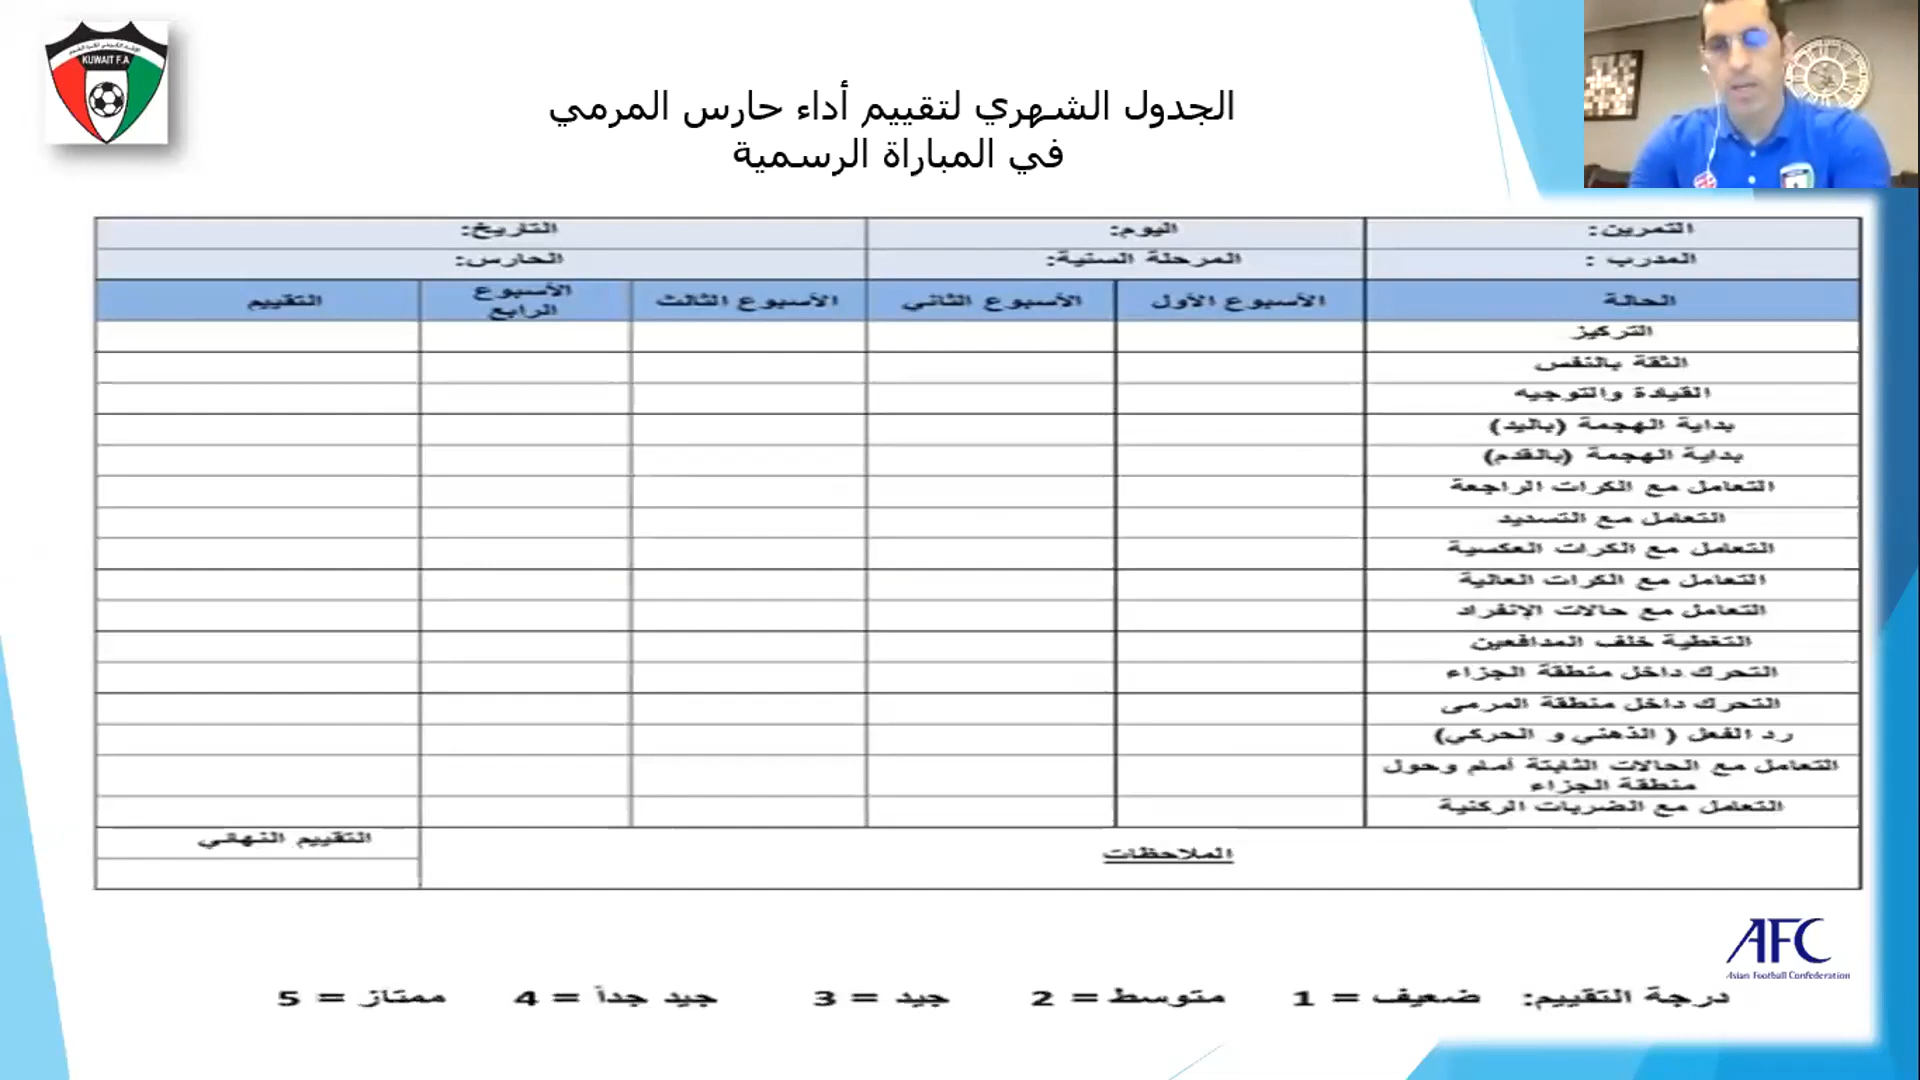 KUWAIT F.A
الجدول الشهري لتقييم أداء حارس المرمي
في المباراة الرسمية
التمرين: اليوم: التاريخ:
المدرب : المرحلة السنية: الحارس:
الحالة الأسبوع الأول الأسبوع الثاني الأسبوع الثالث الأسبوع الرابع التقييم
التركيز
الثقة بالنفس
القيادة والتوجيه
بداية الهجمة (باليد)
بداية الهجمة (بالقدم)
التعامل مع الكرات الراجعة
التعامل مع التسديد
التعامل مع الكرات العكسية
التعامل مع الكرات العالية
التعامل مع حالات الإنفراد
التغطية خلف المدافعين
التحرك داخل منطقة الجزاء
التحرك داخل منطقة المرمى
رد الفعل ( الذهني و الحركي)
التعامل مع الحالات الثابتة أمام وحول
منطقة الجزاء
التعامل مع الضربات الركنية
الملاحظات
التقييم النهائي
AFC
Asian Football Confederation
درجة التقييم: ضعيف = 1 متوسط = 2 جيد = 3 جيد جداً = 4 ممتاز = 5